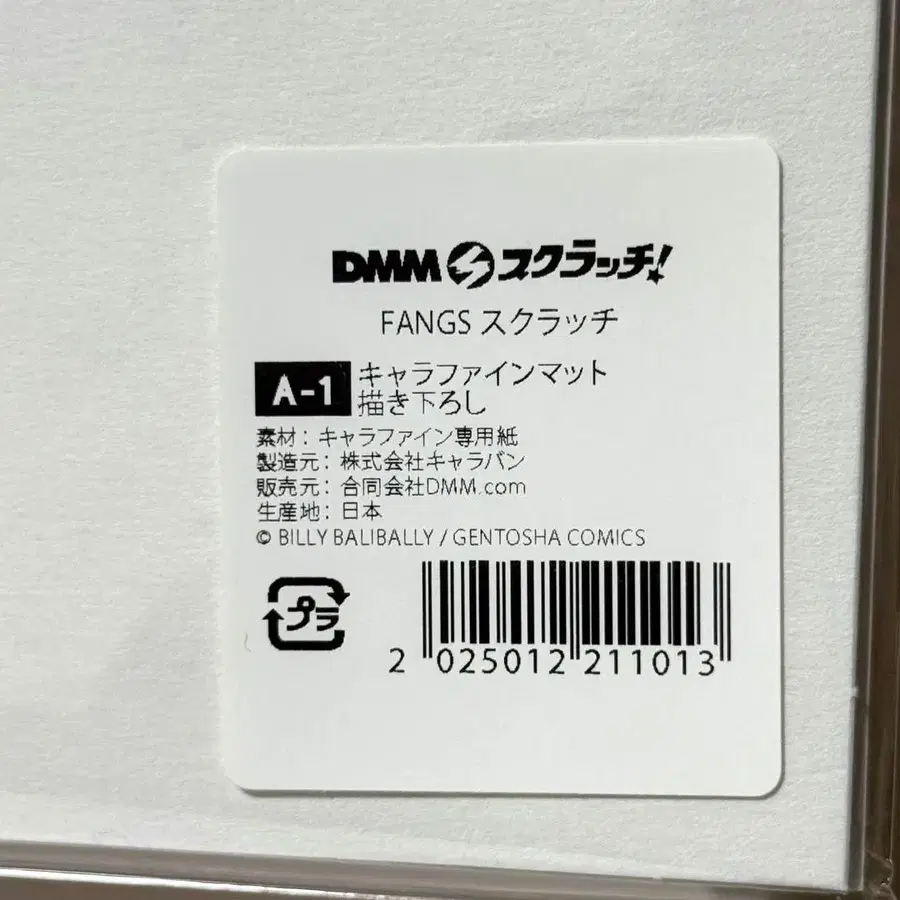 DMM スクラッチ!
FANGS スクラッチ
A-1 キャラファインマット
描き下ろし
素材：キャラファイン専用紙
製造元：株式会社キャラバン
販売元：合同会社DMM.com
生産地：日本
© BILLY BALIBALLY / GENTOSHA COMICS
プラ
2 025012 211013